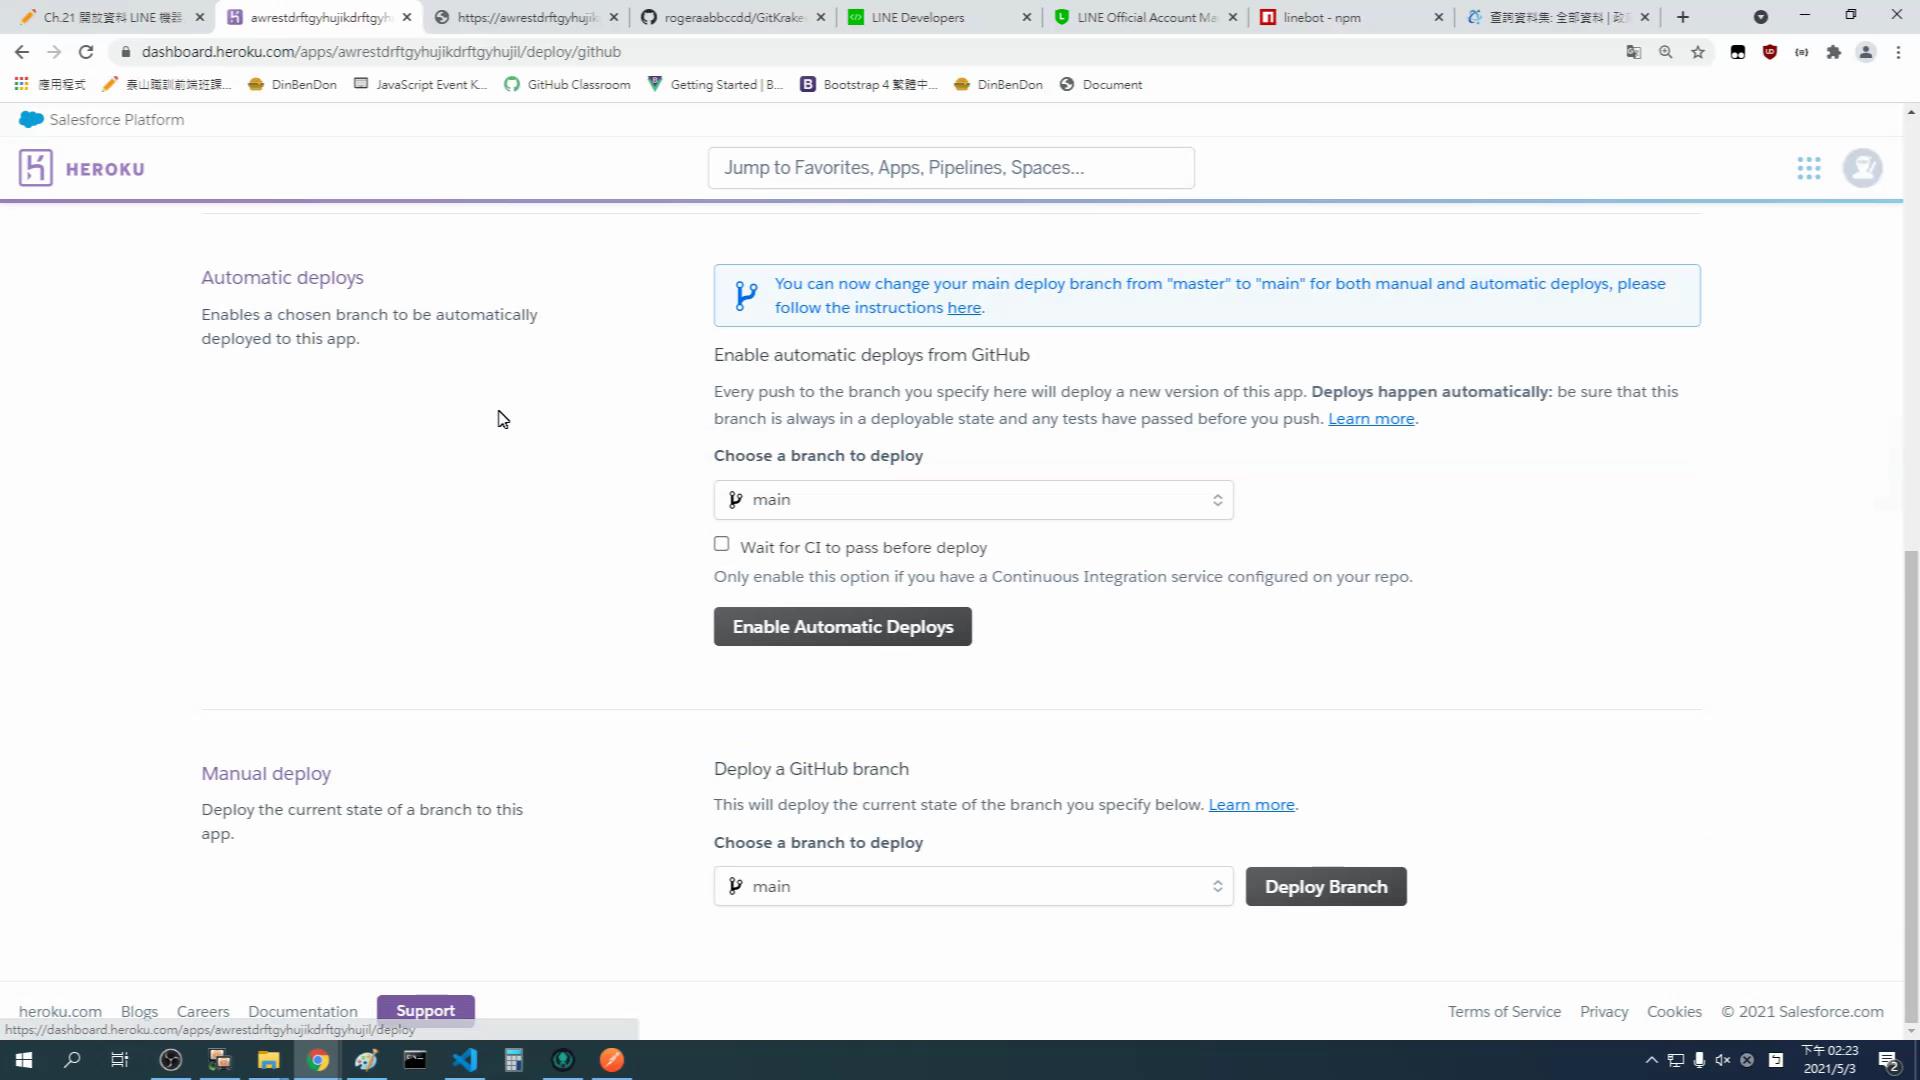 Ch.21 開放資料 LINE 機器
awrestdrftgyhujikdrftgyh
https://awrestdrftgyhujik
rogeraabbccdd/GitKrake
LINE Developers
LINE Official Account Ma
linebot - npm
查詢資料集: 全部資料 | 政
dashboard.heroku.com/apps/awrestdrftgyhujikdrftgyhujil/deploy/github
應用程式
泰山職訓前端班課...
DinBenDon
JavaScript Event K...
GitHub Classroom
Getting Started | B...
Bootstrap 4 繁體中...
DinBenDon
Document
Salesforce Platform
HEROKU
Jump to Favorites, Apps, Pipelines, Spaces...
Automatic deploys
Enables a chosen branch to be automatically
deployed to this app.
You can now change your main deploy branch from "master" to "main" for both manual and automatic deploys, please
follow the instructions here.
Enable automatic deploys from GitHub
Every push to the branch you specify here will deploy a new version of this app. Deploys happen automatically: be sure that this
branch is always in a deployable state and any tests have passed before you push. Learn more.
Choose a branch to deploy
main
Wait for CI to pass before deploy
Only enable this option if you have a Continuous Integration service configured on your repo.
Enable Automatic Deploys
Manual deploy
Deploy the current state of a branch to this
app.
Deploy a GitHub branch
This will deploy the current state of the branch you specify below. Learn more.
Choose a branch to deploy
main
Deploy Branch
heroku.com
Blogs
Careers
Documentation
Support
Terms of Service
Privacy
Cookies
© 2021 Salesforce.com
https://dashboard.heroku.com/apps/awrestdrftgyhujikdrftgyhujil/deploy
下午 02:23
2021/5/3
2